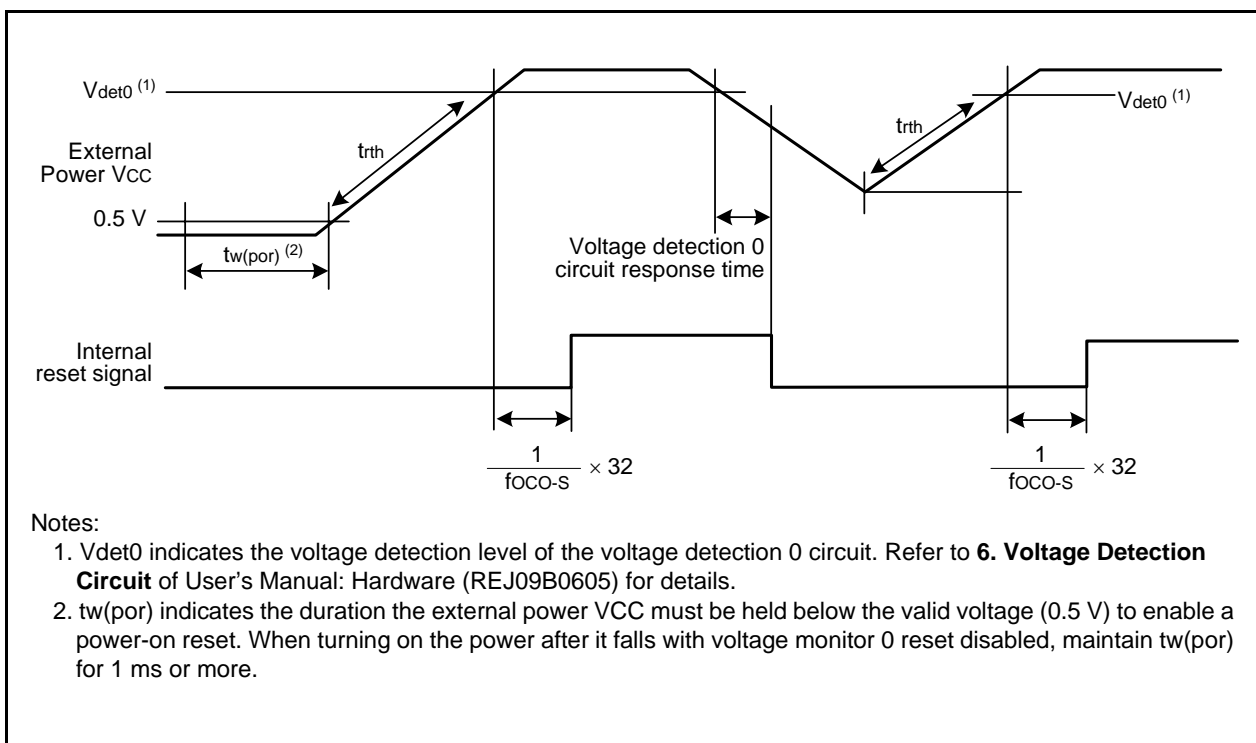 Vdet0 (1)
Vdet0 (1)
trth
trth
External
Power VCC
0.5 V
tw(por) (2)
Voltage detection 0
circuit response time
Internal
reset signal
1
fOCO-S
× 32
1
fOCO-S
× 32
Notes:
1. Vdet0 indicates the voltage detection level of the voltage detection 0 circuit. Refer to 6. Voltage Detection
Circuit of User's Manual: Hardware (REJ09B0605) for details.
2. tw(por) indicates the duration the external power VCC must be held below the valid voltage (0.5 V) to enable a
power-on reset. When turning on the power after it falls with voltage monitor 0 reset disabled, maintain tw(por)
for 1 ms or more.